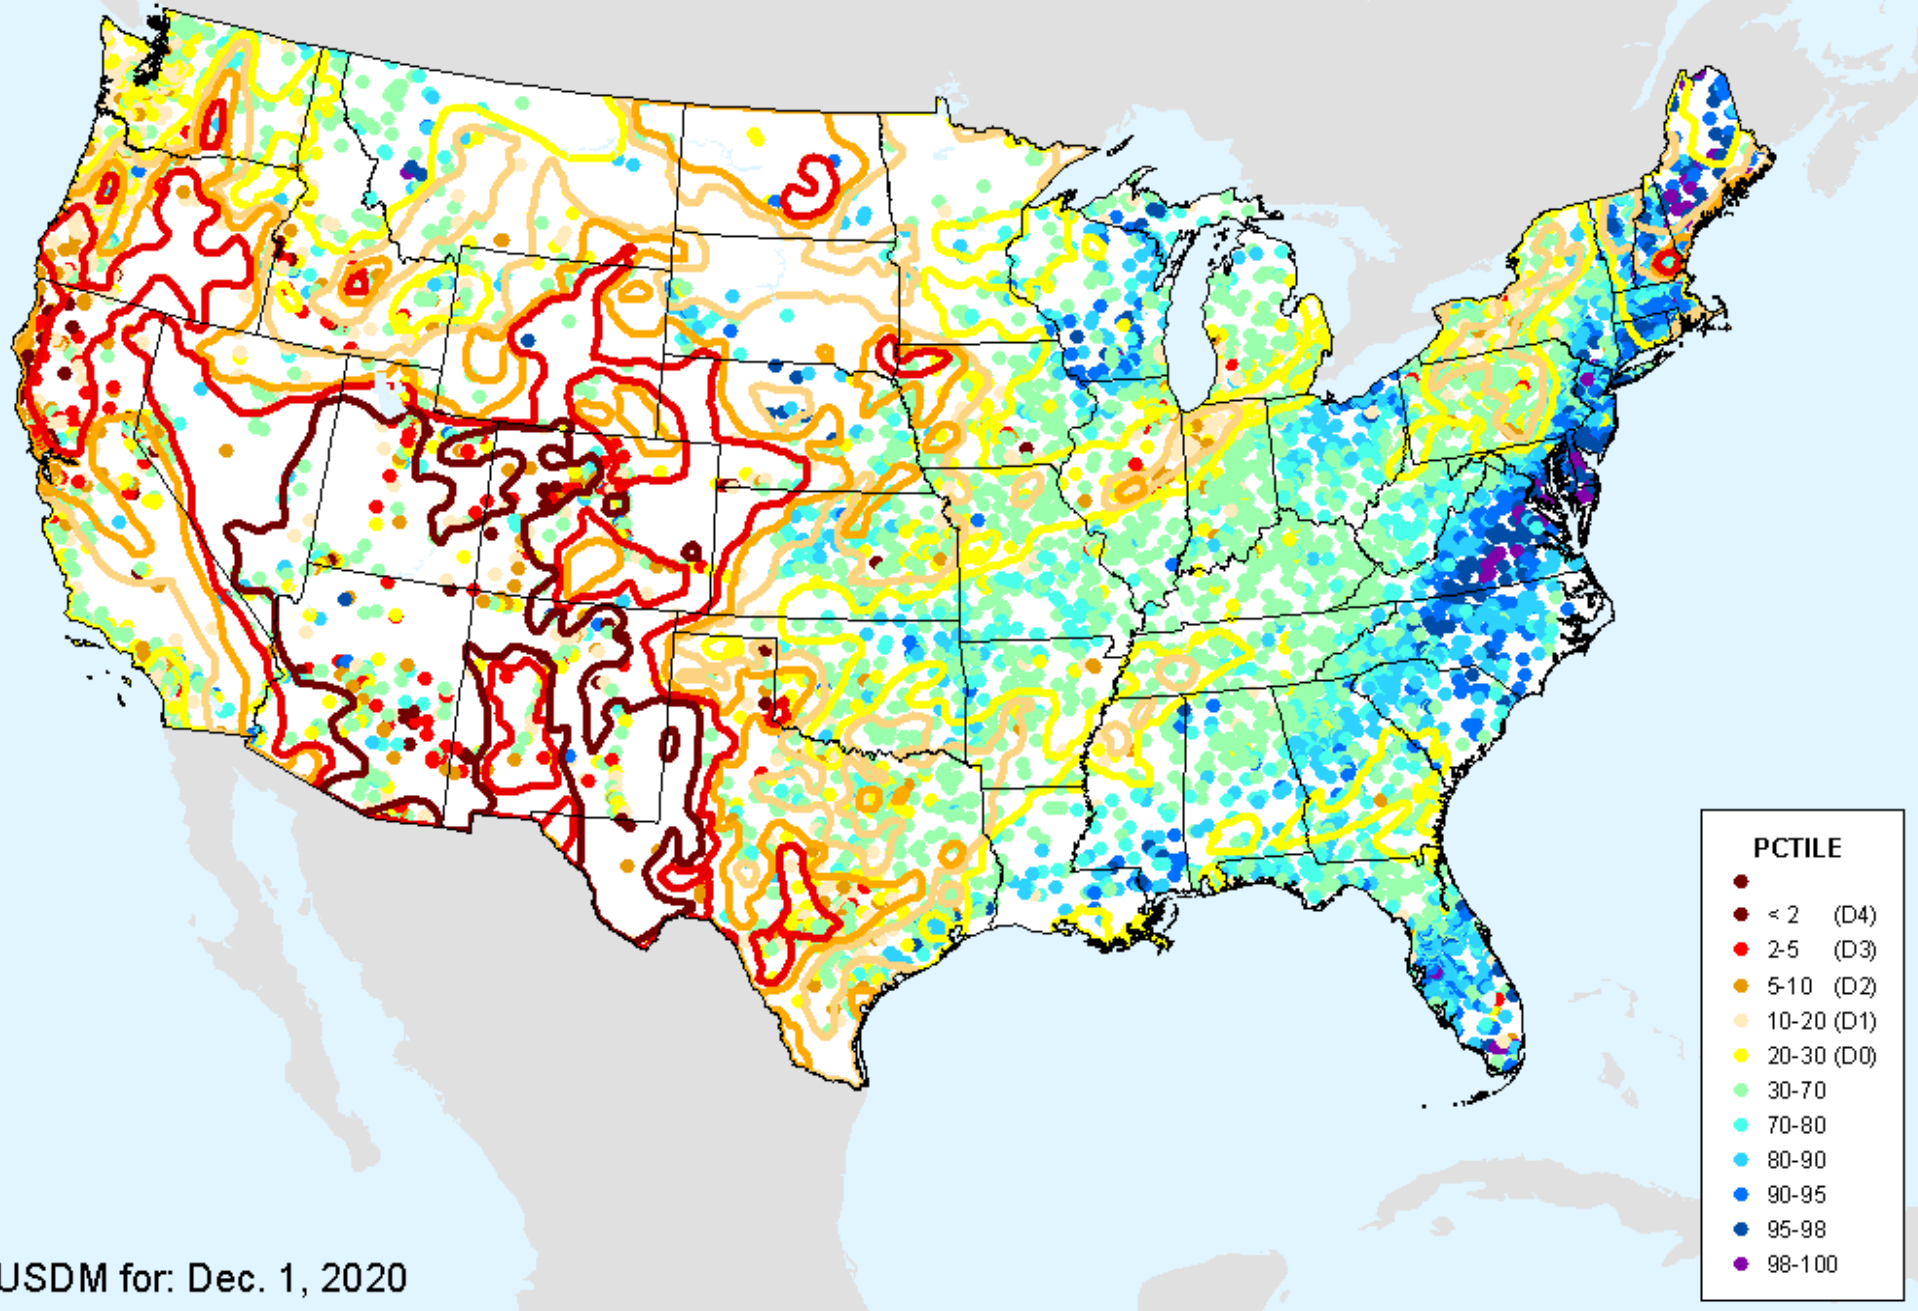 PCTILE
< 2 (D4)
2-5 (D3)
5-10 (D2)
10-20 (D1)
20-30 (D0)
30-70
70-80
80-90
90-95
95-98
98-100
USDM for: Dec. 1, 2020